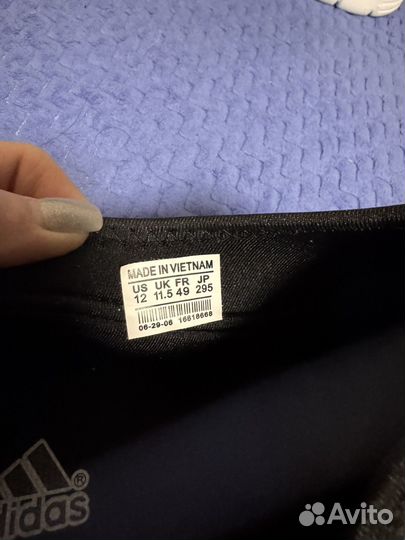 MADE IN VIETNAM
US UK FR JP
12 11.5 49 295
06-29-06 16818668
adidas®
Avito